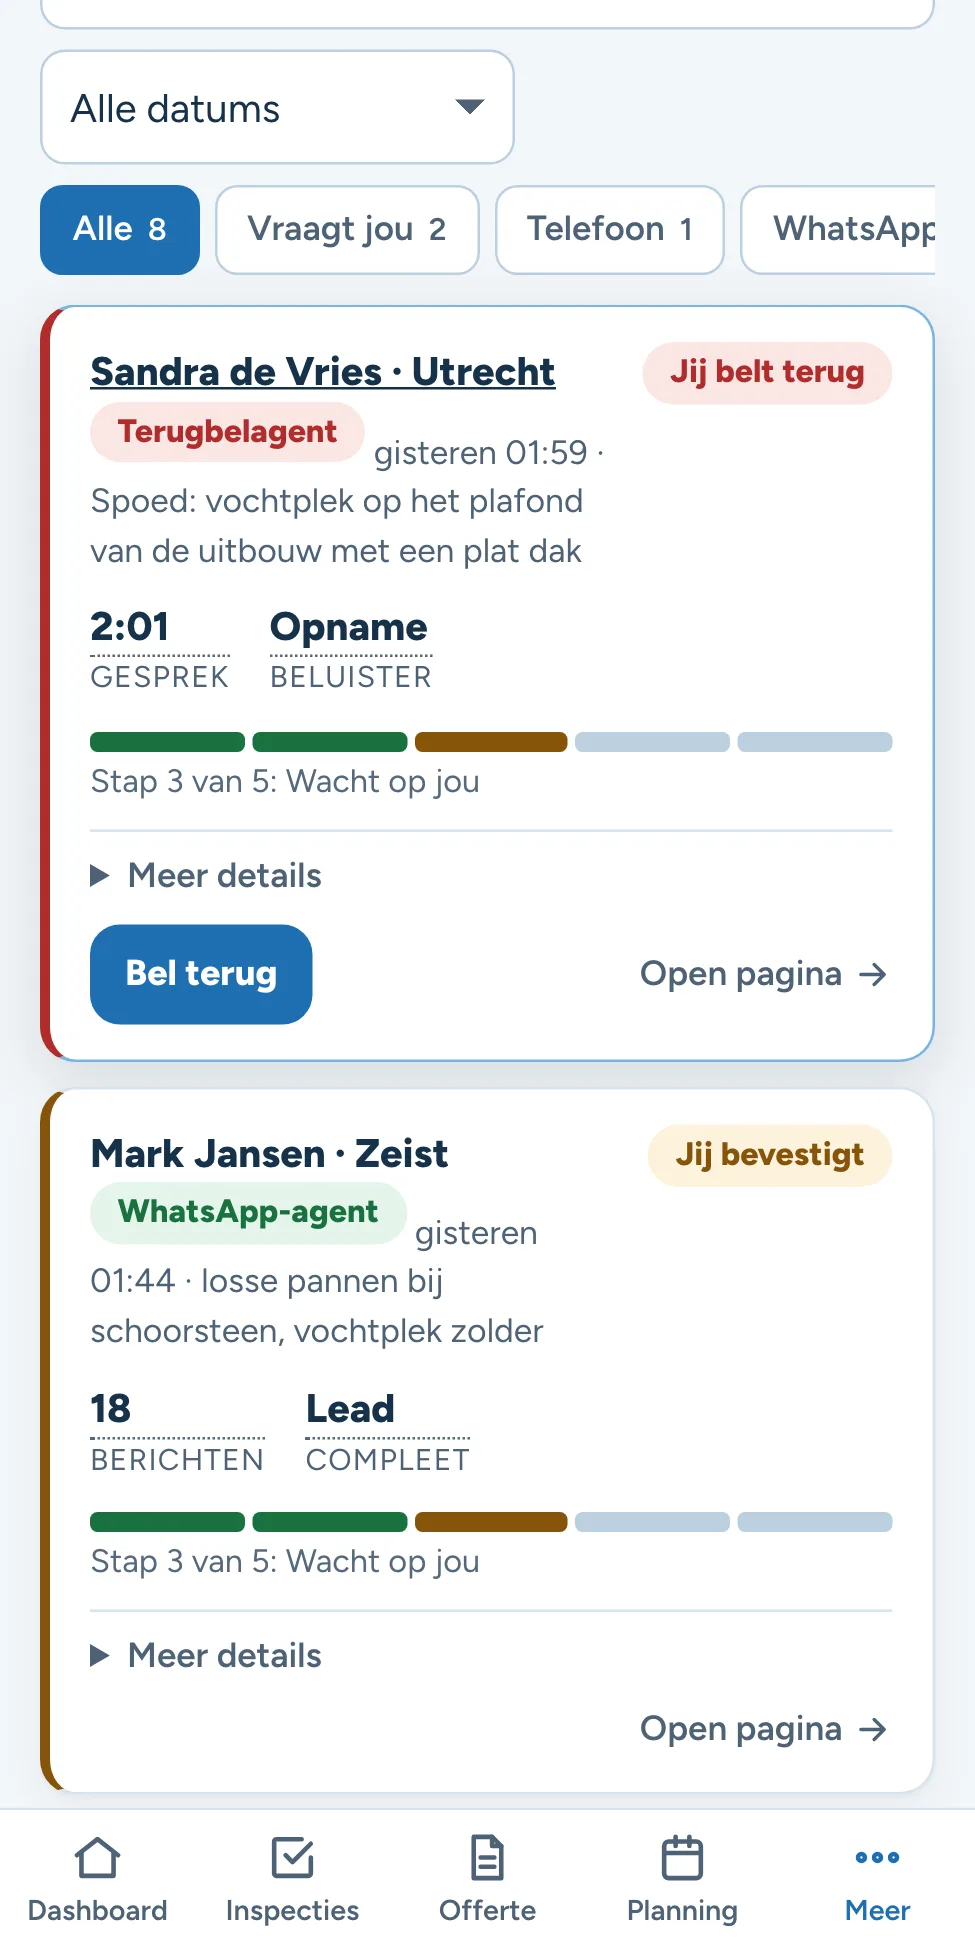 Alle datums
Alle 8
Vraagt jou 2
Telefoon 1
WhatsApp
Sandra de Vries · Utrecht
Jij belt terug
Terugbelagent gisteren 01:59 ·
Spoed: vochtplek op het plafond
van de uitbouw met een plat dak
2:01
Opname
GESPREK
BELUISTER
Stap 3 van 5: Wacht op jou
Meer details
Bel terug
Open pagina →
Mark Jansen · Zeist
Jij bevestigt
WhatsApp-agent gisteren
01:44 · losse pannen bij
schoorsteen, vochtplek zolder
18
Lead
BERICHTEN
COMPLEET
Stap 3 van 5: Wacht op jou
Meer details
Open pagina →
Dashboard
Inspecties
Offerte
Planning
Meer